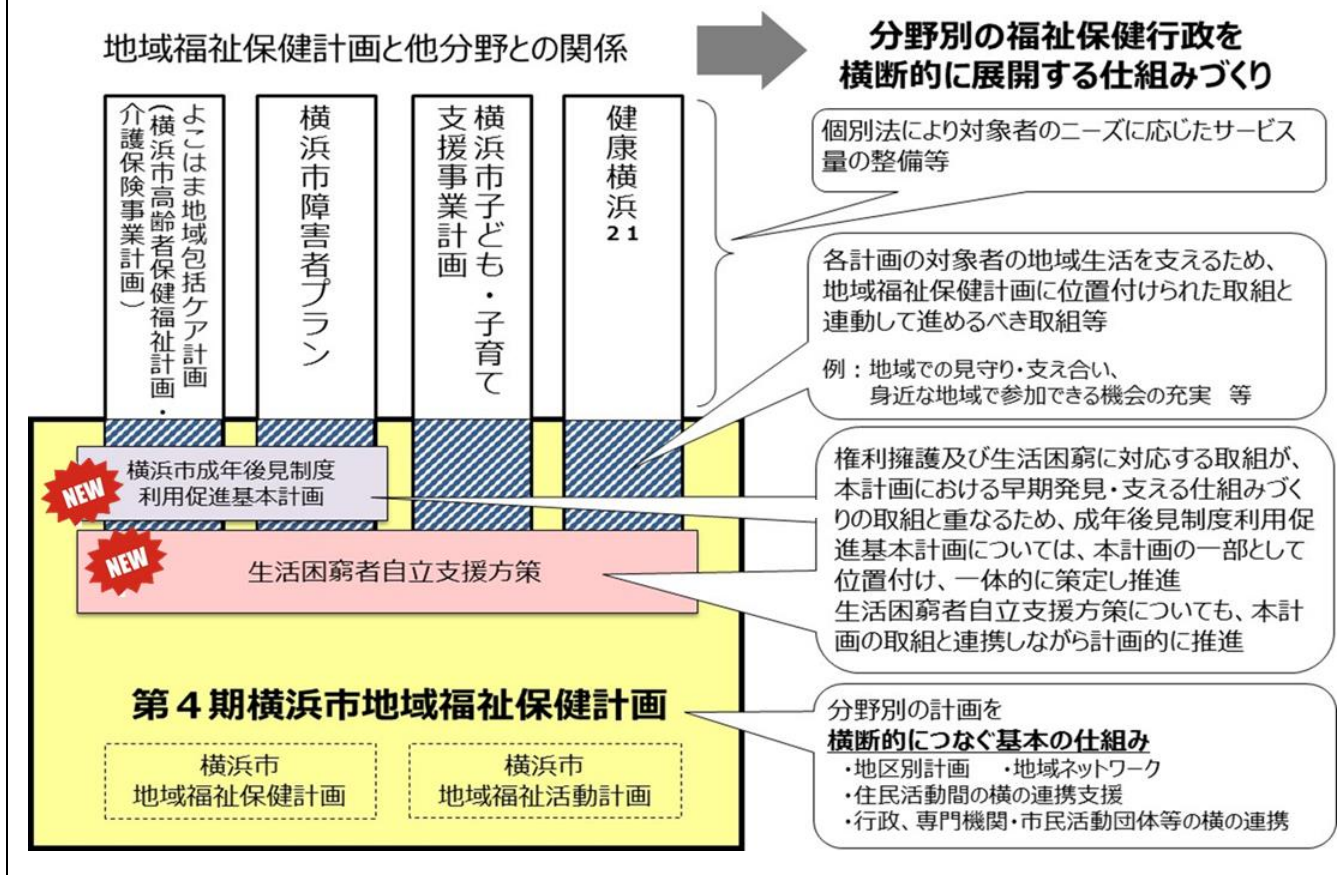 地域福祉保健計画と他分野との関係
分野別の福祉保健行政を
横断的に展開する仕組みづくり
よこはま地域包括ケア計画
(横浜市高齢者保健福祉計画・
介護保険事業計画)
横浜市障害者プラン
横浜市子ども・子育て
支援事業計画
健康横浜21
個別法により対象者のニーズに応じたサービス
量の整備等
各計画の対象者の地域生活を支えるため、
地域福祉保健計画に位置付けられた取組と
連動して進めるべき取組等
例：地域での見守り・支え合い、
身近な地域で参加できる機会の充実　等
NEW
横浜市成年後見制度
利用促進基本計画
NEW
生活困窮者自立支援方策
権利擁護及び生活困窮に対応する取組が、
本計画における早期発見・支える仕組みづく
りの取組と重なるため、成年後見制度利用促
進基本計画については、本計画の一部として
位置付け、一体的に策定し推進
生活困窮者自立支援方策についても、本計
画の取組と連携しながら計画的に推進
第４期横浜市地域福祉保健計画
横浜市
地域福祉保健計画
横浜市
地域福祉活動計画
分野別の計画を
横断的につなぐ基本の仕組み
・地区別計画　・地域ネットワーク
・住民活動間の横の連携支援
・行政、専門機関・市民活動団体等の横の連携